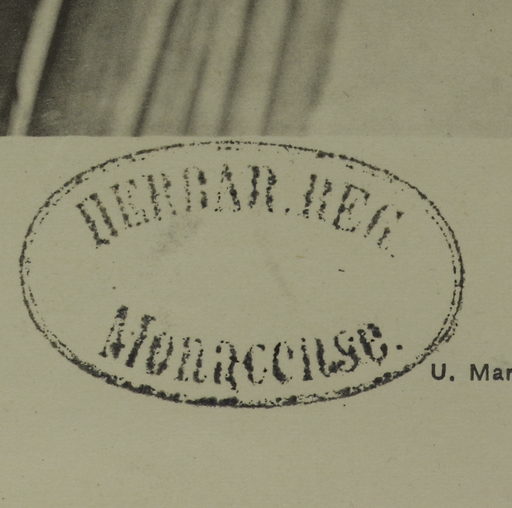 HERBAR. REG.
Monacense.
U. Mar